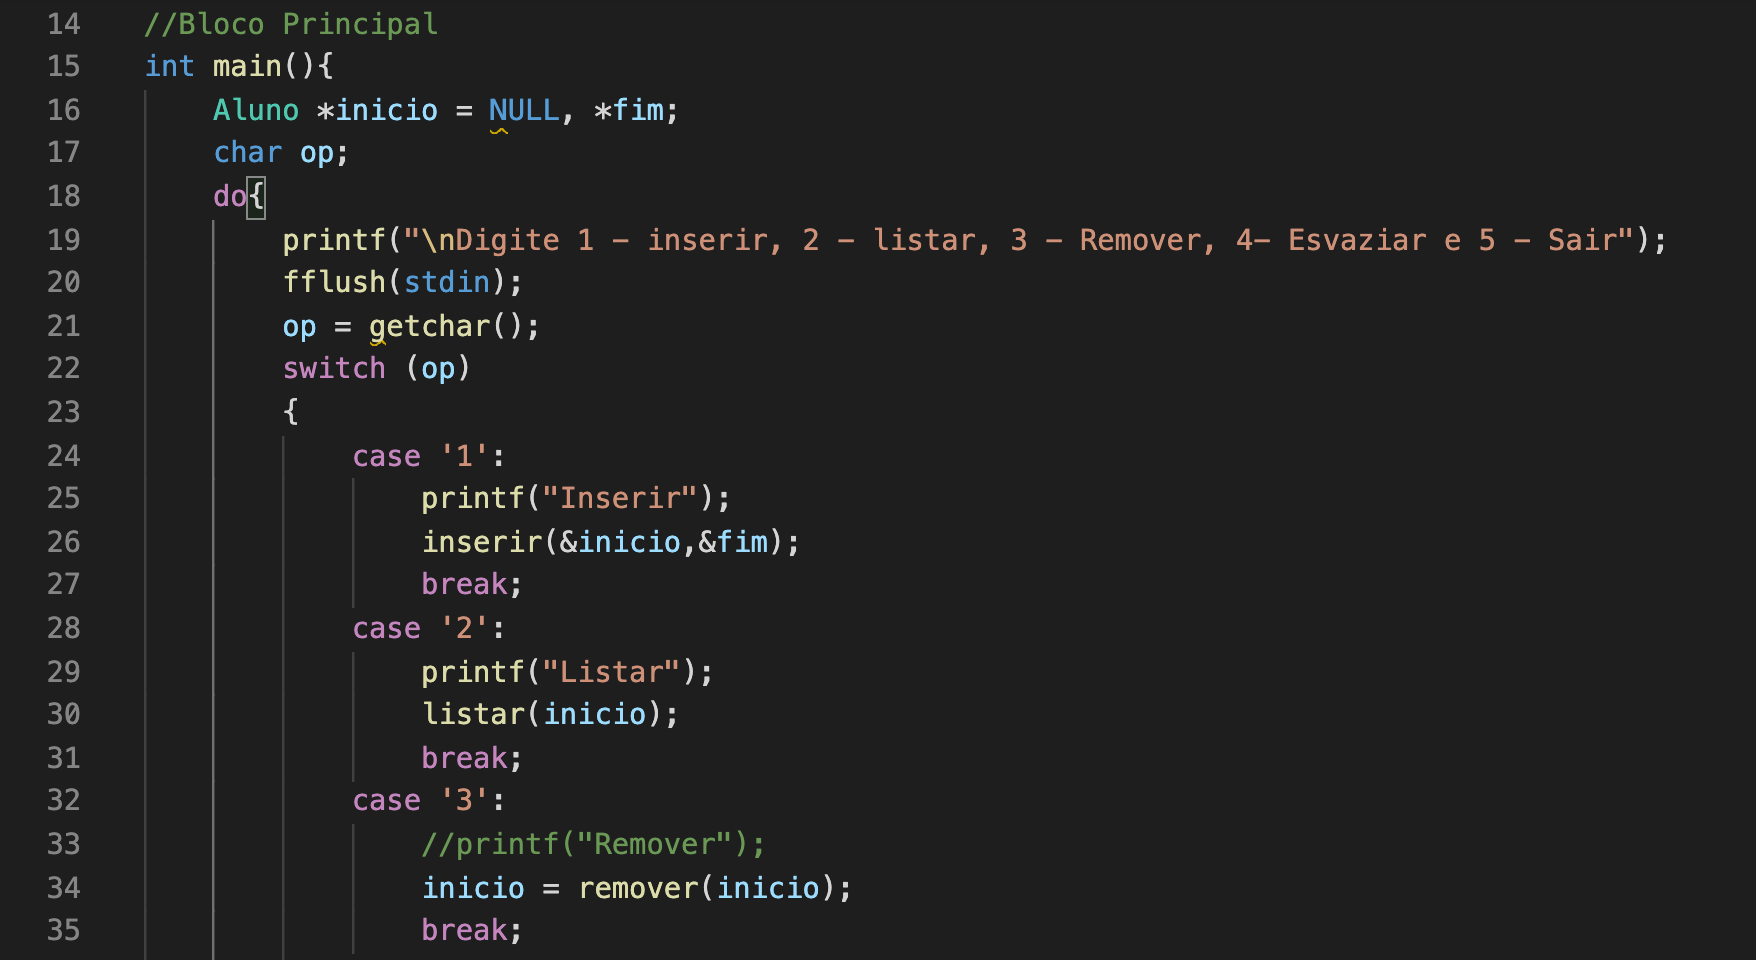 14 //Bloco Principal
15 int main(){
16 Aluno *inicio = NULL, *fim;
17 char op;
18 do{
19 printf("\nDigite 1 - inserir, 2 - listar, 3 - Remover, 4- Esvaziar e 5 - Sair");
20 fflush(stdin);
21 op = getchar();
22 switch (op)
23 {
24 case '1':
25 printf("Inserir");
26 inserir(&inicio,&fim);
27 break;
28 case '2':
29 printf("Listar");
30 listar(inicio);
31 break;
32 case '3':
33 //printf("Remover");
34 inicio = remover(inicio);
35 break;